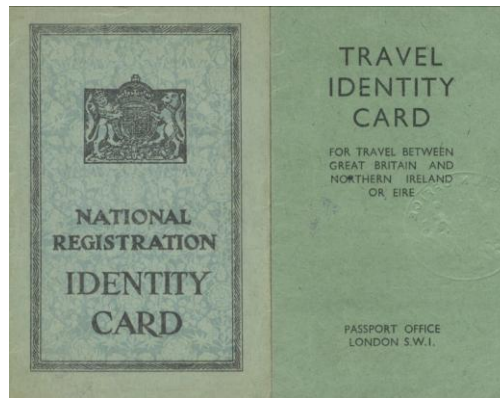 NATIONAL
REGISTRATION
IDENTITY
CARD
TRAVEL
IDENTITY
CARD
FOR TRAVEL BETWEEN
GREAT BRITAIN AND
NORTHERN IRELAND
OR EIRE
PASSPORT OFFICE
LONDON S.W.1.